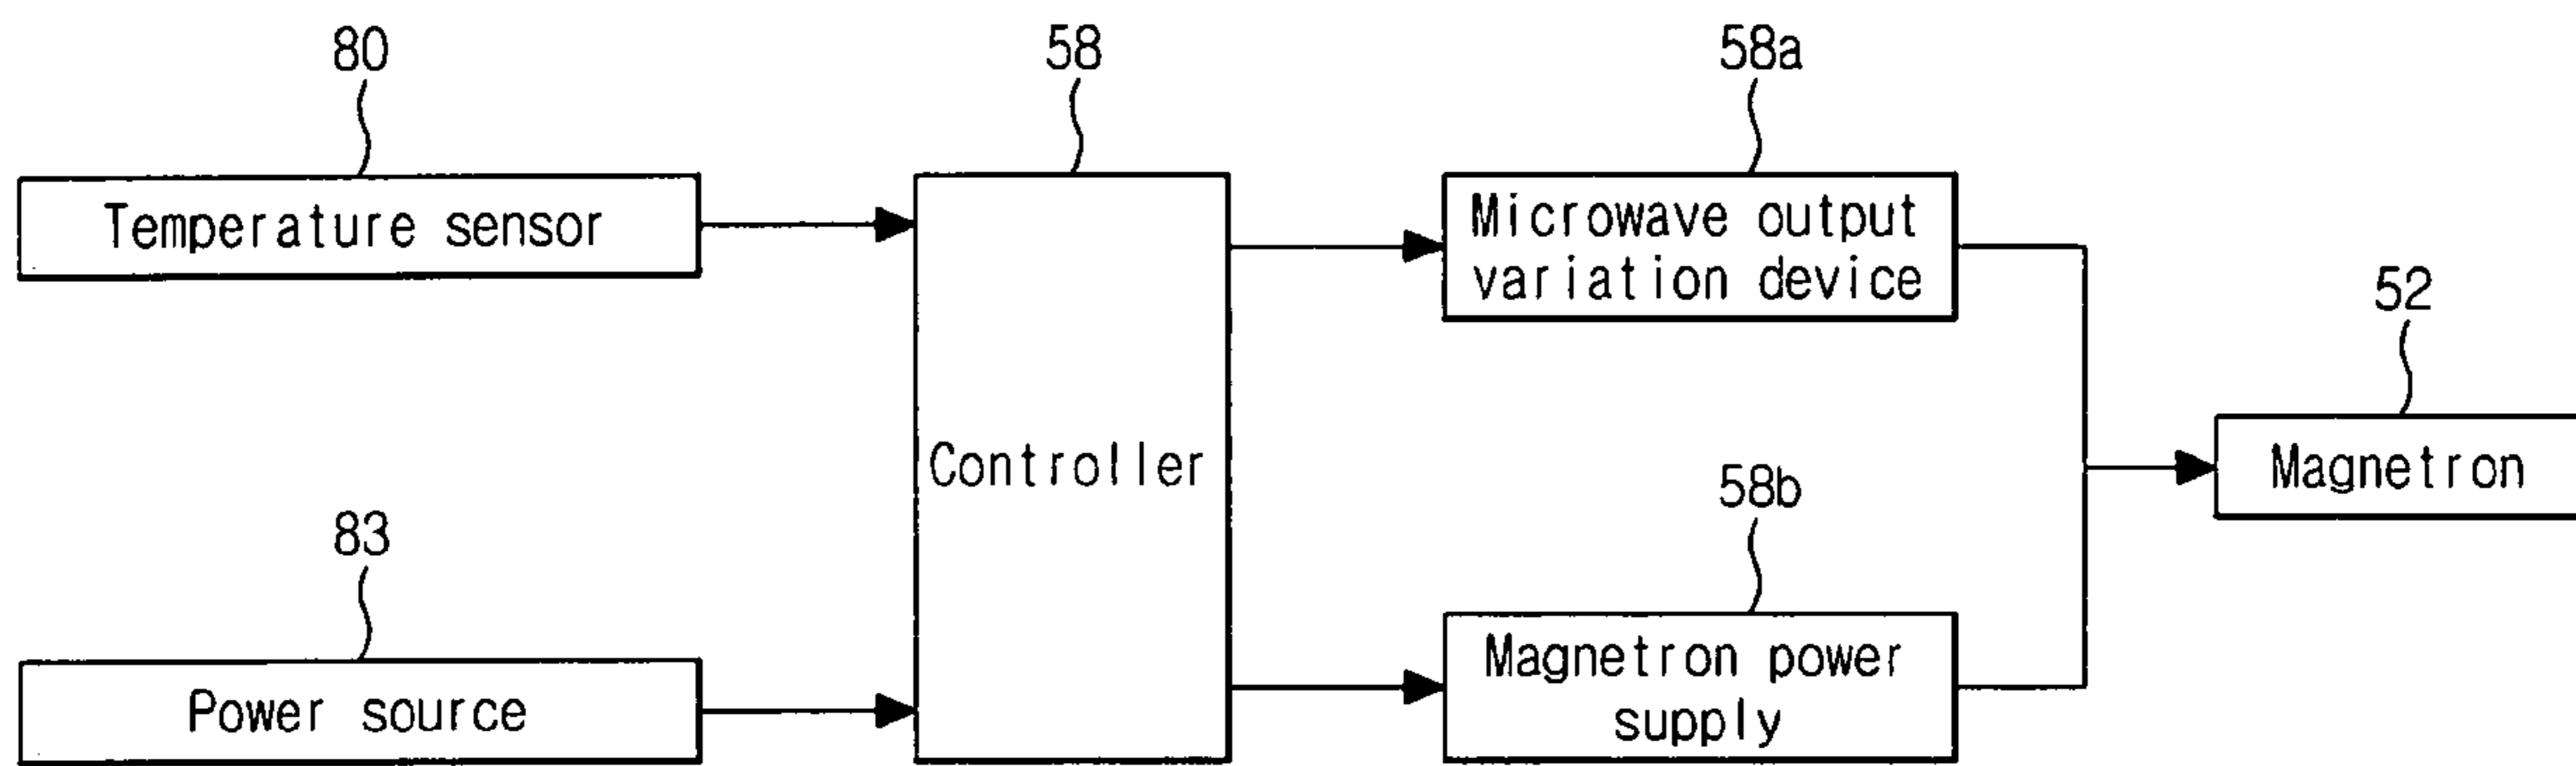 80
58
58a
Temperature sensor
Microwave output
variation device
52
Controller
Magnetron
83
58b
Power source
Magnetron power
supply